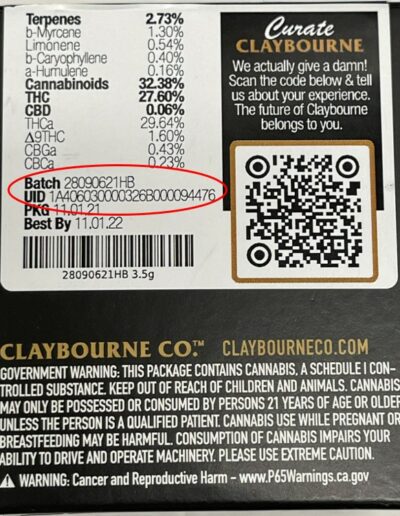 Terpenes 2.73%
b-Myrcene 1.30%
Limonene 0.54%
b-Caryophyllene 0.40%
a-Humulene 0.16%
Cannabinoids 32.38%
THC 27.60%
CBD 0.06%
THCa 29.64%
Δ9THC 1.60%
CBGa 0.43%
CBCa 0.23%
Batch 28090621HB
UID 1A406030000326B000094476
PKG 11.01.21
Best By 11.01.22
28090621HB 3.5g
Curate
CLAYBOURNE
We actually give a damn!
Scan the code below & tell
us about your experience.
The future of Claybourne
belongs to you.
CLAYBOURNE CO.™ CLAYBOURNECO.COM
GOVERNMENT WARNING: THIS PACKAGE CONTAINS CANNABIS, A SCHEDULE I CON-
TROLLED SUBSTANCE. KEEP OUT OF REACH OF CHILDREN AND ANIMALS. CANNABIS
MAY ONLY BE POSSESSED OR CONSUMED BY PERSONS 21 YEARS OF AGE OR OLDER
UNLESS THE PERSON IS A QUALIFIED PATIENT. CANNABIS USE WHILE PREGNANT OR
BREASTFEEDING MAY BE HARMFUL. CONSUMPTION OF CANNABIS IMPAIRS YOUR
ABILITY TO DRIVE AND OPERATE MACHINERY. PLEASE USE EXTREME CAUTION.
WARNING: Cancer and Reproductive Harm – www.P65Warnings.ca.gov